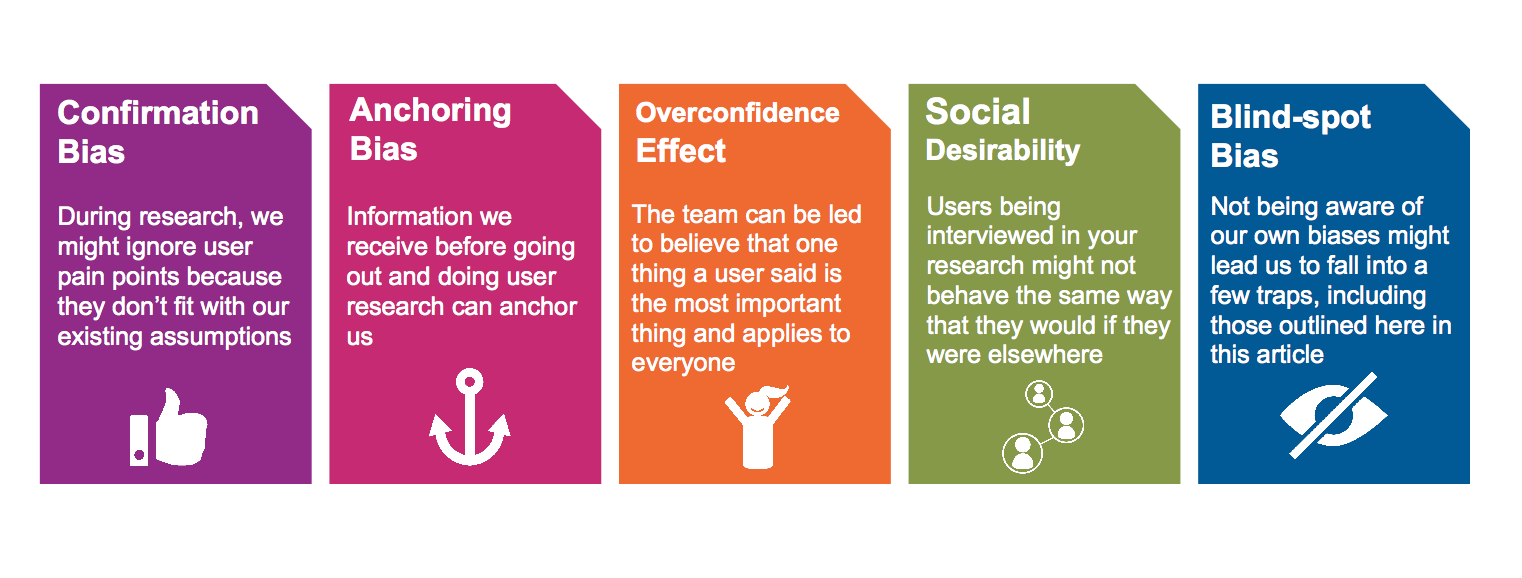 Confirmation
Bias
During research, we
might ignore user
pain points because
they don’t fit with our
existing assumptions
Anchoring
Bias
Information we
receive before going
out and doing user
research can anchor
us
Overconfidence
Effect
The team can be led
to believe that one
thing a user said is
the most important
thing and applies to
everyone
Social
Desirability
Users being
interviewed in your
research might not
behave the same way
that they would if they
were elsewhere
Blind-spot
Bias
Not being aware of
our own biases might
lead us to fall into a
few traps, including
those outlined here in
this article